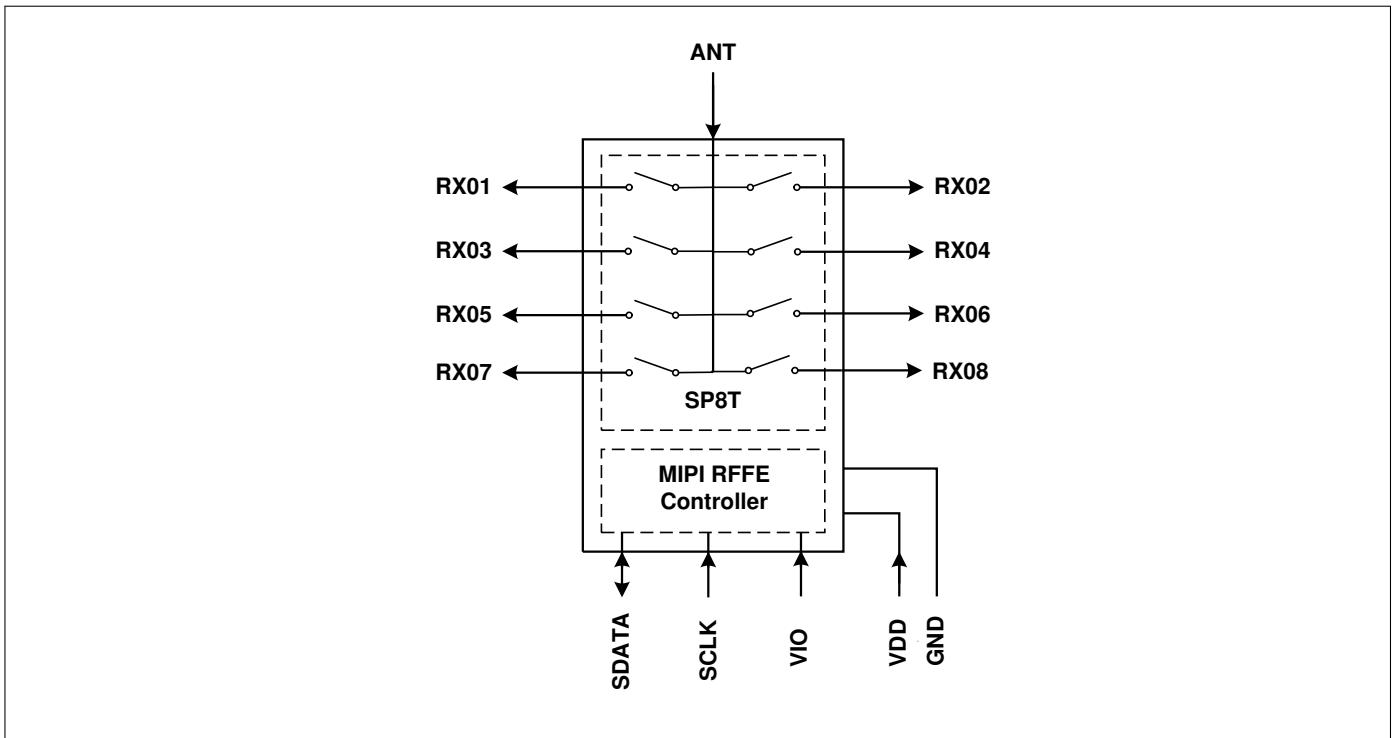 ANT
RX01
RX02
RX03
RX04
RX05
RX06
RX07
RX08
SP8T
MIPI RFFE
Controller
SDATA
SCLK
VIO
VDD
GND